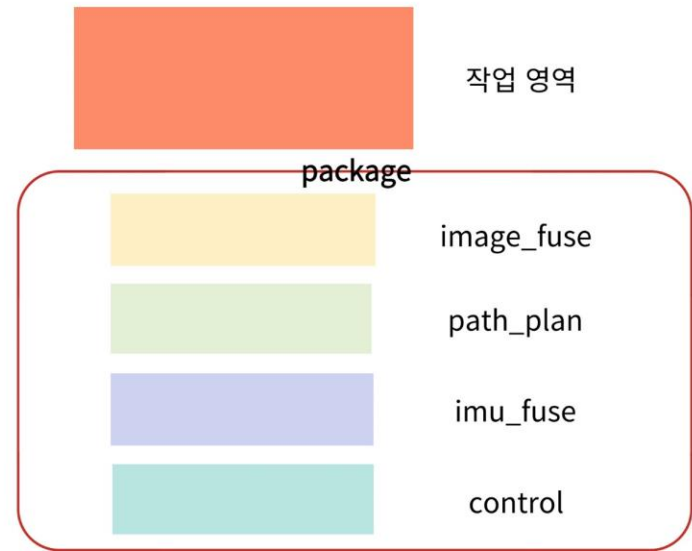 작업 영역
package
image_fuse
path_plan
imu_fuse
control